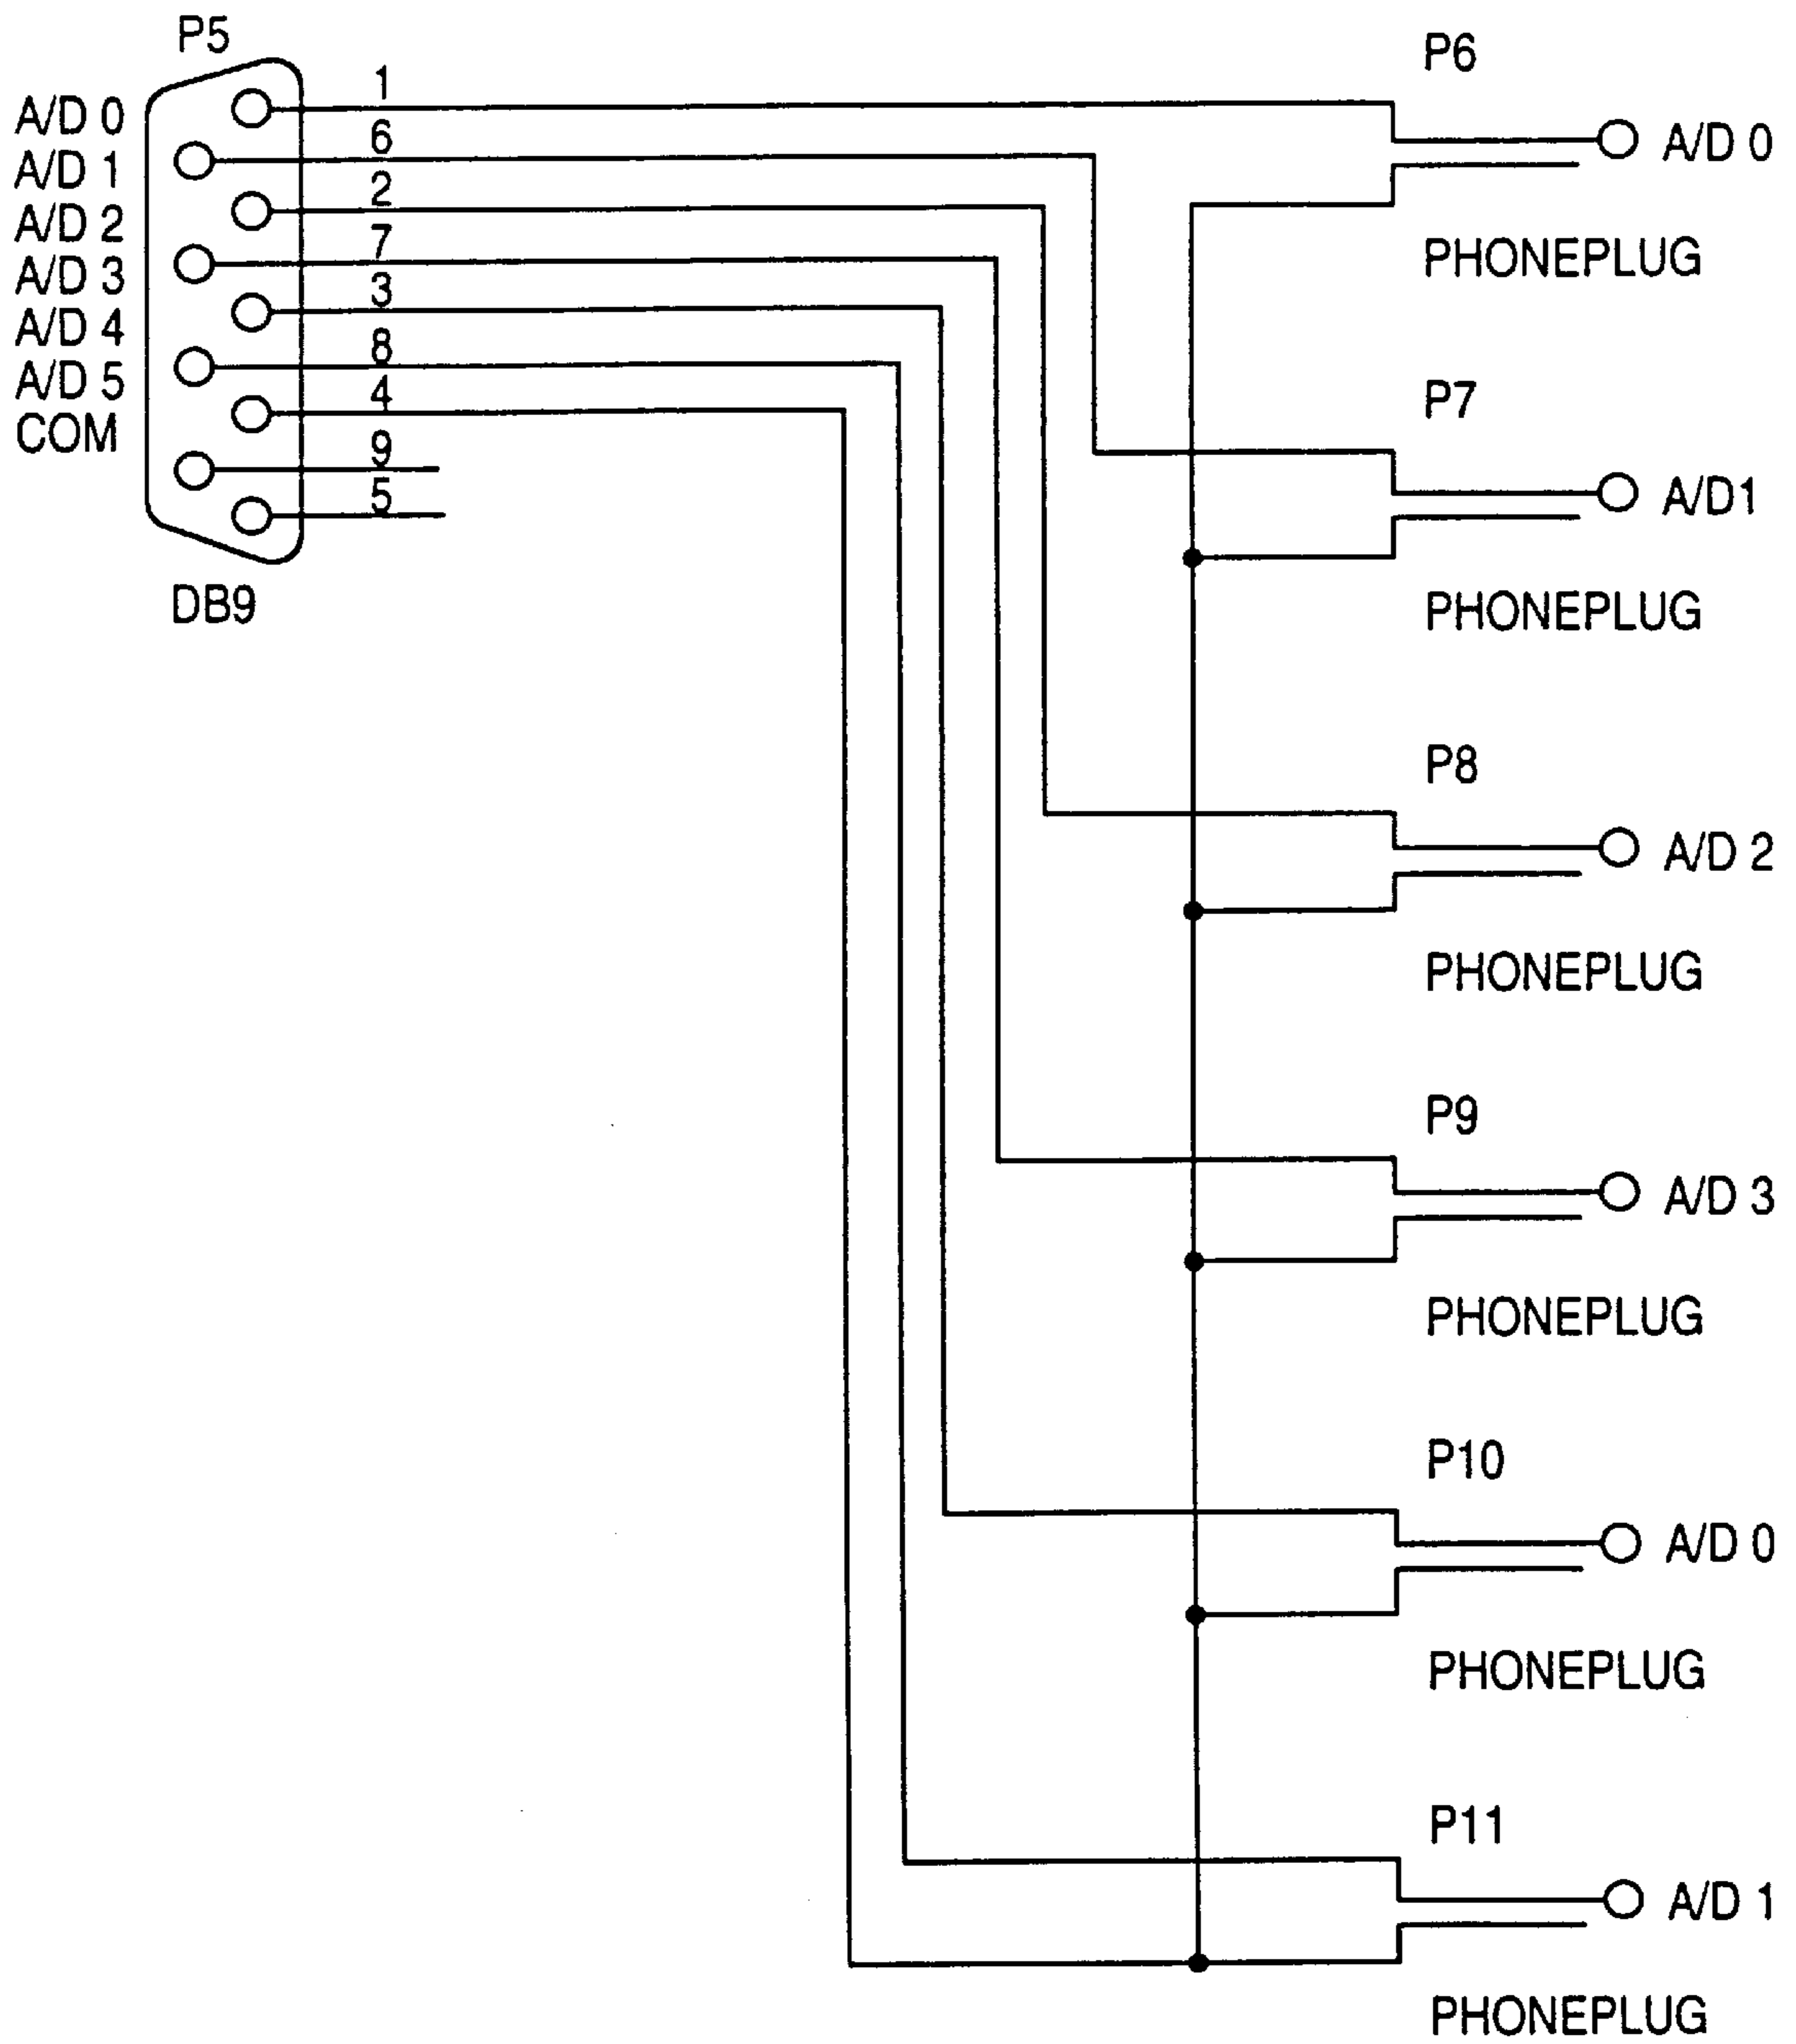 P5
A/D 0
A/D 1
A/D 2
A/D 3
A/D 4
A/D 5
COM
1
6
2
7
3
8
4
9
5
DB9
P6
A/D 0
PHONEPLUG
P7
A/D1
PHONEPLUG
P8
A/D 2
PHONEPLUG
P9
A/D 3
PHONEPLUG
P10
A/D 0
PHONEPLUG
P11
A/D 1
PHONEPLUG